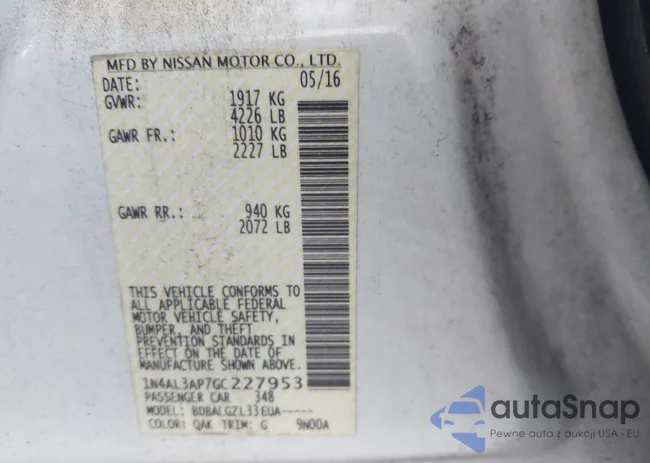 MFD BY NISSAN MOTOR CO., LTD.
DATE: 05/16
GVWR: 1917 KG
4226 LB
GAWR FR.: 1010 KG
2227 LB
GAWR RR.: 940 KG
2072 LB
THIS VEHICLE CONFORMS TO
ALL APPLICABLE FEDERAL
MOTOR VEHICLE SAFETY,
BUMPER, AND THEFT
PREVENTION STANDARDS IN
EFFECT ON THE DATE OF
MANUFACTURE SHOWN ABOVE.
1N4AL3AP7GC227953
PASSENGER CAR 348
MODEL: BDBALGZL33EUA-----
COLOR: QAK TRIM: G 9N00A
autoSnap
Pewne auta z aukcji USA i EU